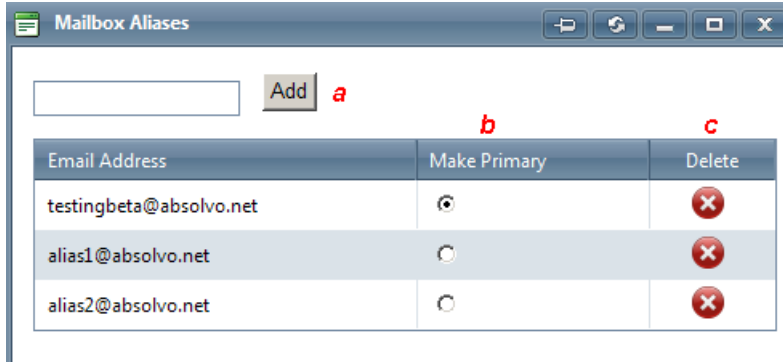 Mailbox Aliases
Add a
b c
Email Address Make Primary Delete
testingbeta@absolvo.net
alias1@absolvo.net
alias2@absolvo.net